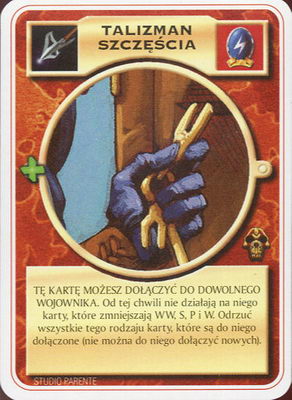 TALIZMAN
SZCZĘŚCIA
TĘ KARTĘ MOŻESZ DOŁĄCZYĆ DO DOWOLNEGO
WOJOWNIKA. Od tej chwili nie działają na niego
karty, które zmniejszają WW, S, P i W. Odrzuć
wszystkie tego rodzaju karty, które są do niego
dołączone (nie można do niego dołączyć nowych).
STUDIO PARENTE